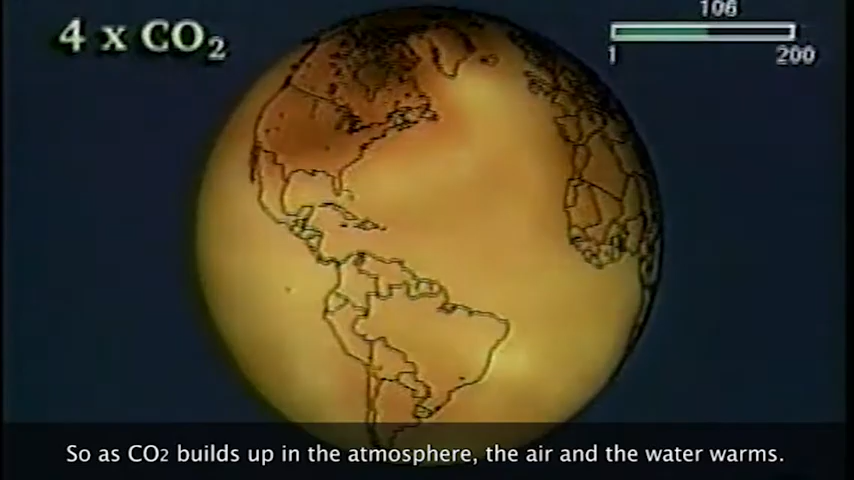 4 x CO₂
106
1 200
So as CO₂ builds up in the atmosphere, the air and the water warms.